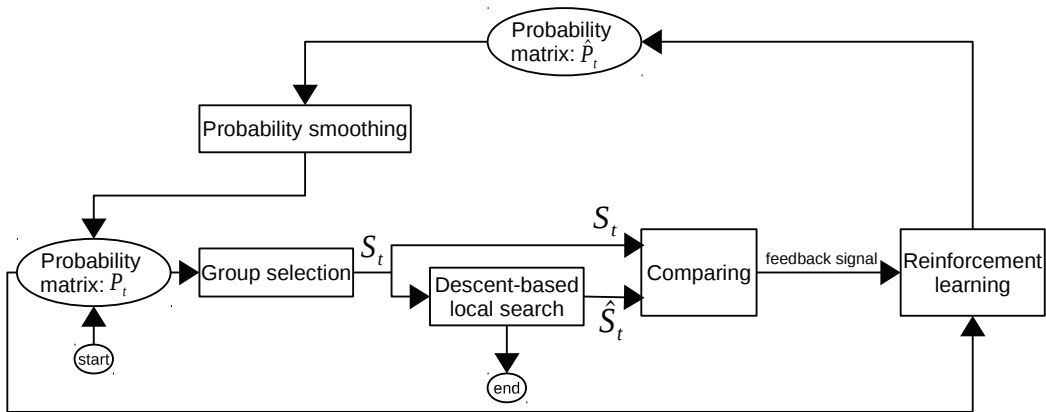 Probability
matrix: P̂t
Probability smoothing
Probability
matrix: Pt
Group selection
St
St
Descent-based
local search
Ŝt
Comparing
feedback signal
Reinforcement
learning
start
end